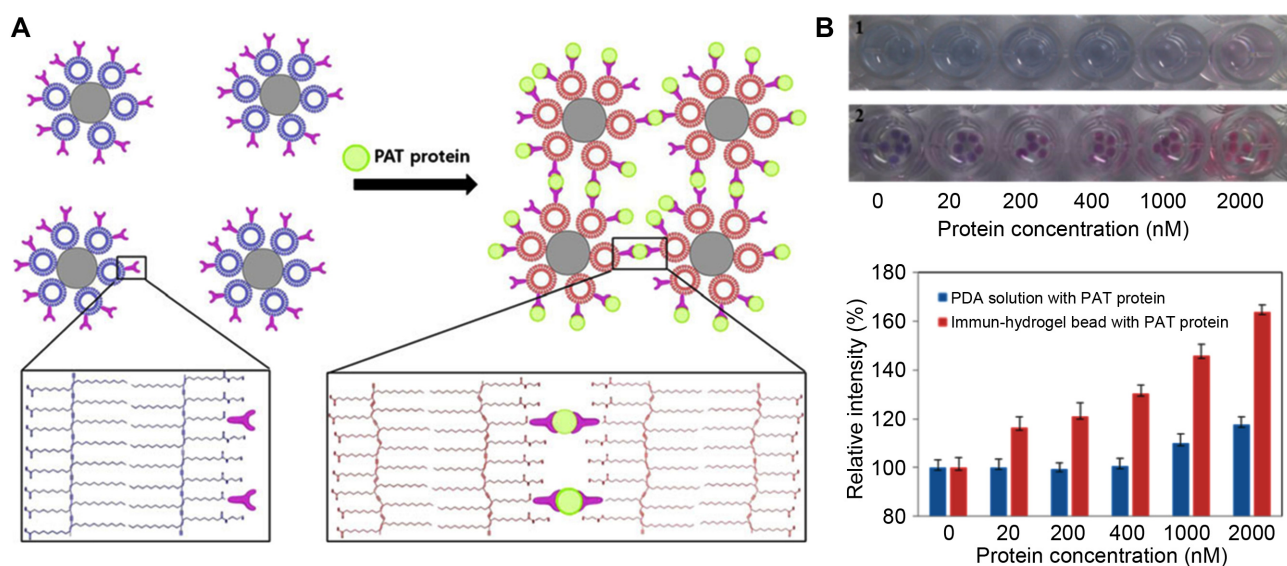 A
PAT protein
B
1
2
0 20 200 400 1000 2000
Protein concentration (nM)
180
160
140
120
100
80
Relative intensity (%)
PDA solution with PAT protein
Immun-hydrogel bead with PAT protein
0 20 200 400 1000 2000
Protein concentration (nM)